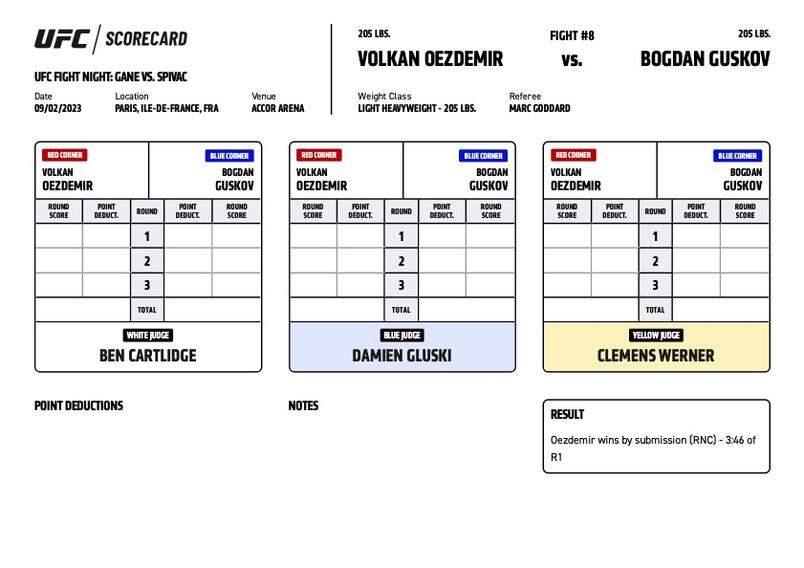 UFC / SCORECARD
UFC FIGHT NIGHT: GANE VS. SPIVAC
Date Location Venue
09/02/2023 PARIS, ILE-DE-FRANCE, FRA ACCOR ARENA
205 LBS. FIGHT #8 205 LBS.
VOLKAN OEZDEMIR vs. BOGDAN GUSKOV
Weight Class Referee
LIGHT HEAVYWEIGHT - 205 LBS. MARC GODDARD
RED CORNER BLUE CORNER
VOLKAN BOGDAN
OEZDEMIR GUSKOV
ROUND POINT ROUND POINT ROUND
SCORE DEDUCT. DEDUCT. SCORE
1
2
3
TOTAL
WHITE JUDGE
BEN CARTLIDGE
RED CORNER BLUE CORNER
VOLKAN BOGDAN
OEZDEMIR GUSKOV
ROUND POINT ROUND POINT ROUND
SCORE DEDUCT. DEDUCT. SCORE
1
2
3
TOTAL
BLUE JUDGE
DAMIEN GLUSKI
RED CORNER BLUE CORNER
VOLKAN BOGDAN
OEZDEMIR GUSKOV
ROUND POINT ROUND POINT ROUND
SCORE DEDUCT. DEDUCT. SCORE
1
2
3
TOTAL
YELLOW JUDGE
CLEMENS WERNER
POINT DEDUCTIONS
NOTES
RESULT
Oezdemir wins by submission (RNC) - 3:46 of
R1